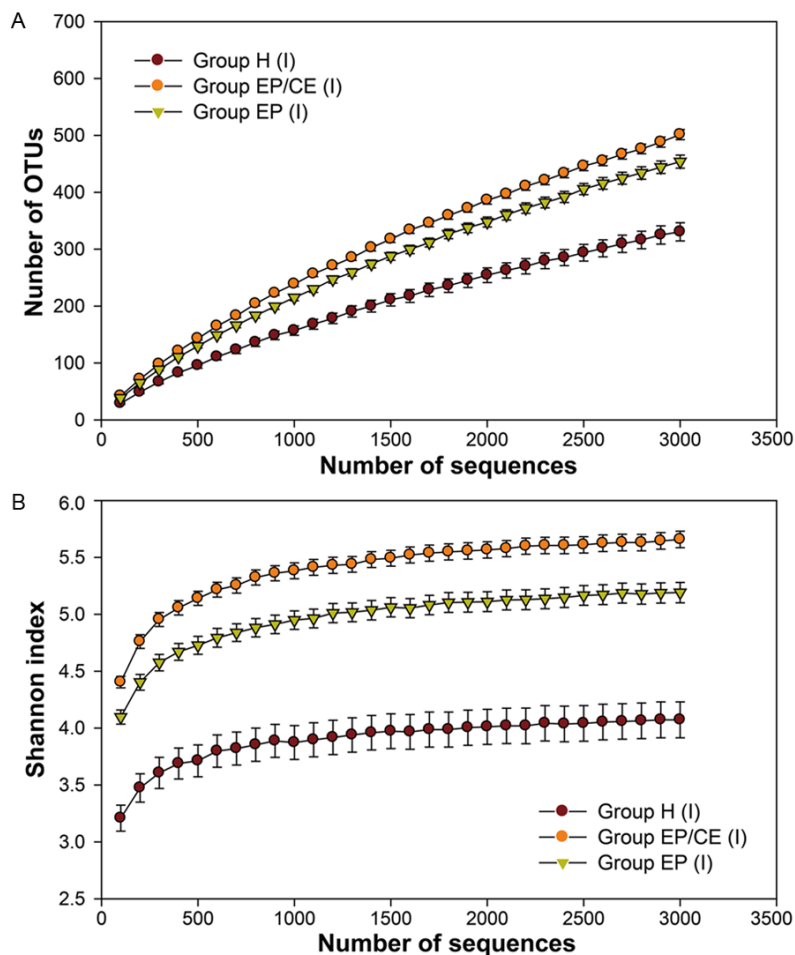 A
700
600
500
400
300
200
100
0
Nunber of OTUs
Group H (I)
Group EP/CE (I)
Group EP (I)
0 500 1000 1500 2000 2500 3000 3500
Number of sequences
B
6.0
5.5
5.0
4.5
4.0
3.5
3.0
2.5
Shannon index
Group H (I)
Group EP/CE (I)
Group EP (I)
0 500 1000 1500 2000 2500 3000 3500
Number of sequences